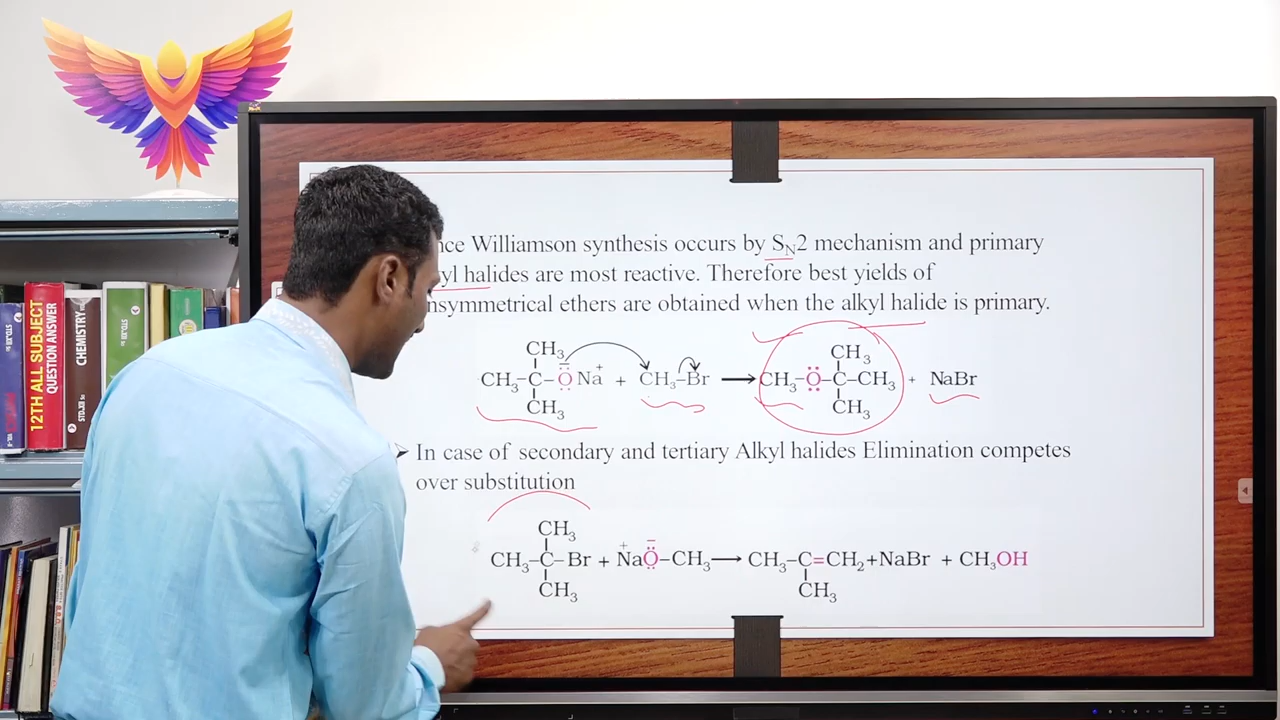 nce Williamson synthesis occurs by SN2 mechanism and primary
yl halides are most reactive. Therefore best yields of
nsymmetrical ethers are obtained when the alkyl halide is primary.
CH₃ CH₃
CH₃-C-O Na⁺ + CH₃-Br ⟶ CH₃-O-C-CH₃ + NaBr
CH₃ CH₃
➢ In case of secondary and tertiary Alkyl halides Elimination competes
over substitution
CH₃
CH₃-C-Br + Na⁺O⁻-CH₃ ⟶ CH₃-C=CH₂+NaBr + CH₃OH
CH₃ CH₃
12TH ALL SUBJECT
QUESTION ANSWER
CHEMISTRY